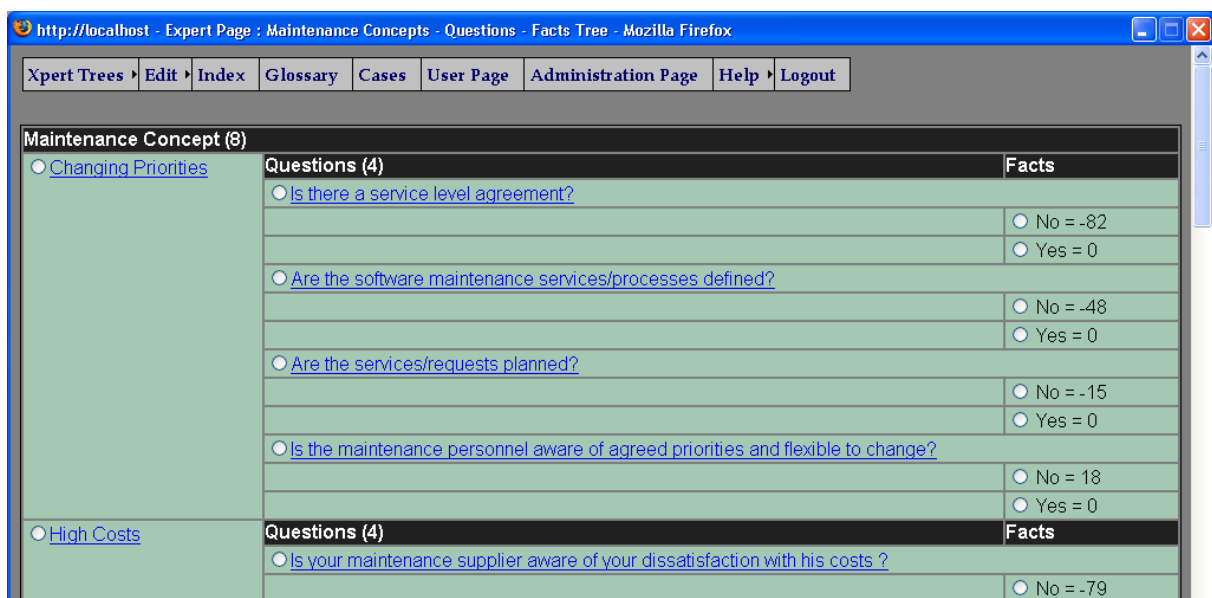 http://localhost - Expert Page : Maintenance Concepts - Questions - Facts Tree - Mozilla Firefox
Xpert Trees Edit Index Glossary Cases User Page Administration Page Help Logout
Maintenance Concept (8)
Changing Priorities Questions (4) Facts
Is there a service level agreement?
No = -82
Yes = 0
Are the software maintenance services/processes defined?
No = -48
Yes = 0
Are the services/requests planned?
No = -15
Yes = 0
Is the maintenance personnel aware of agreed priorities and flexible to change?
No = 18
Yes = 0
High Costs Questions (4) Facts
Is your maintenance supplier aware of your dissatisfaction with his costs ?
No = -79